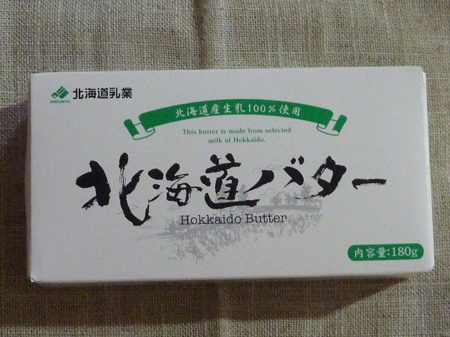 北海道乳業
北海道産生乳100%使用
This butter is made from selected
milk of Hokkaido.
北海道バター
Hokkaido Butter
内容量:180g